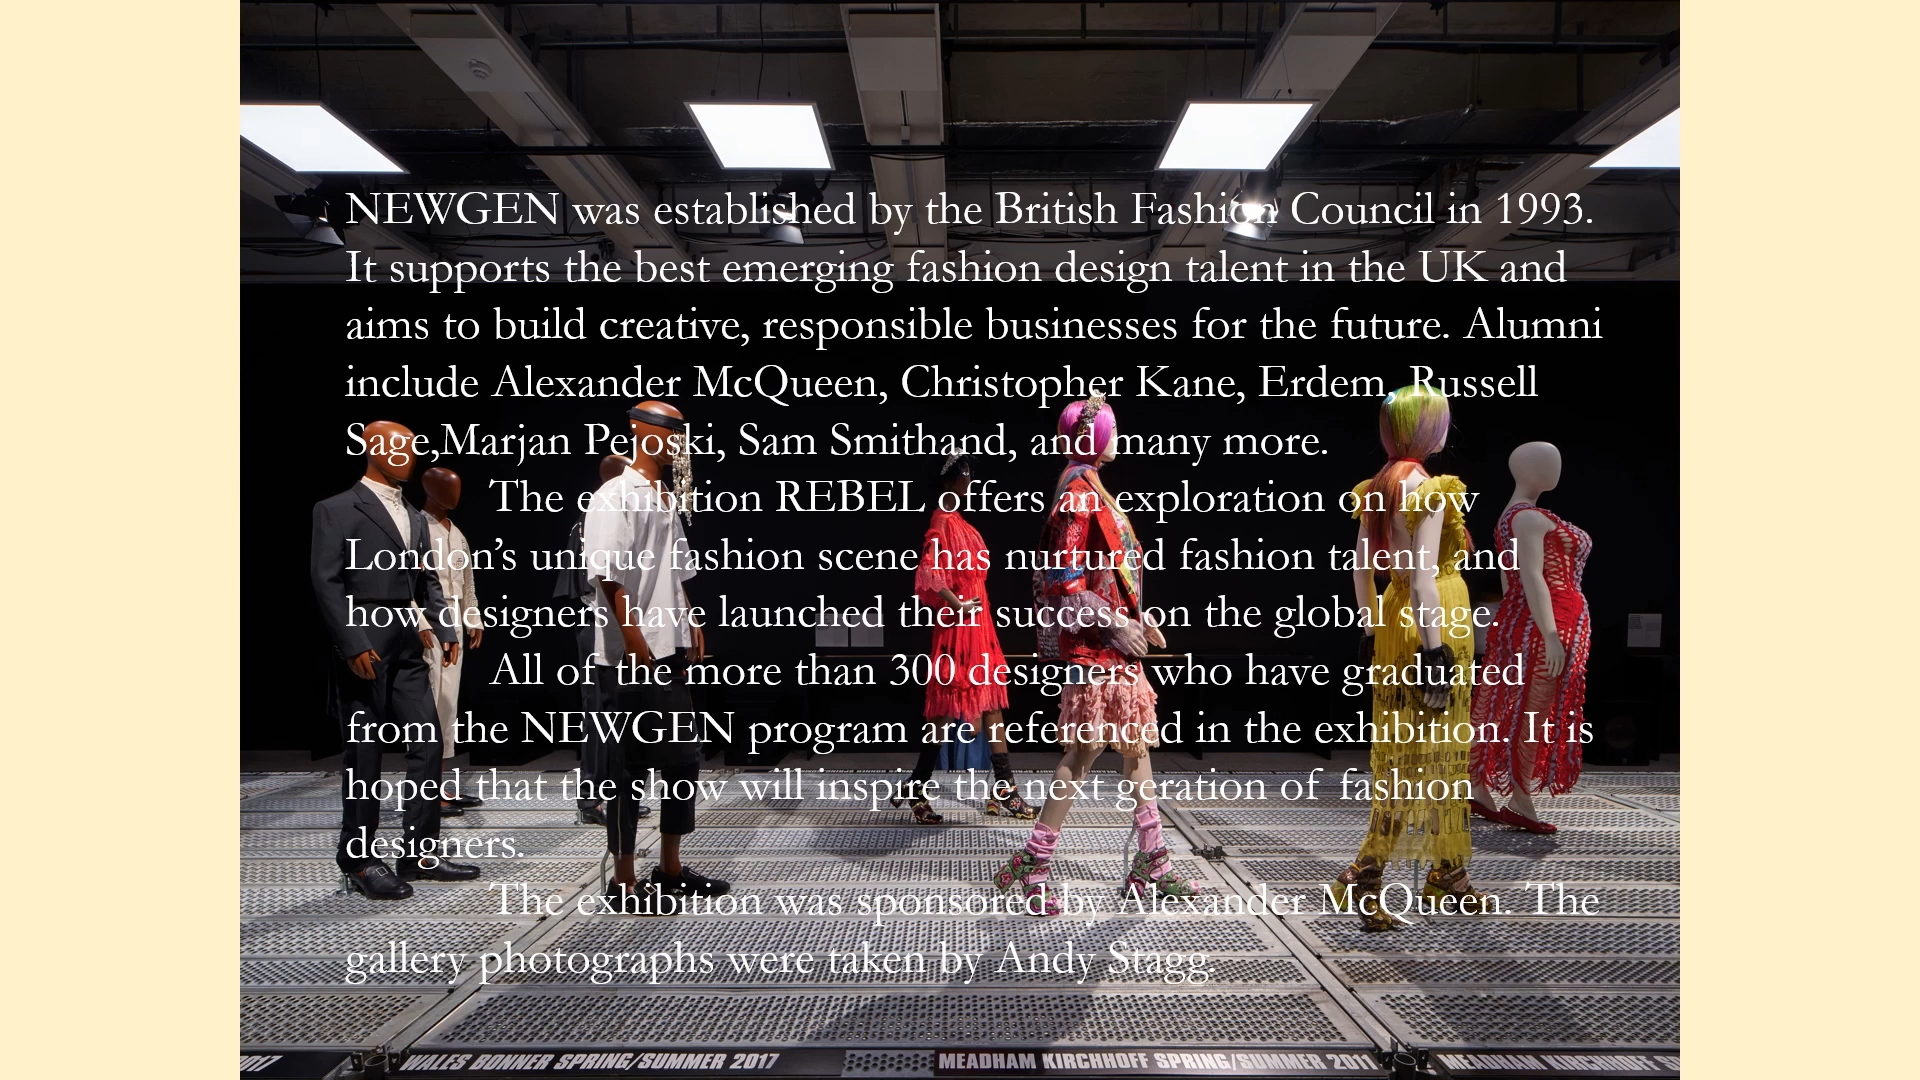 NEWGEN was established by the British Fashion Council in 1993.
It supports the best emerging fashion design talent in the UK and
aims to build creative, responsible businesses for the future. Alumni
include Alexander McQueen, Christopher Kane, Erdem, Russell
Sage,Marjan Pejoski, Sam Smithand, and many more.
The exhibition REBEL offers an exploration on how
London’s unique fashion scene has nurtured fashion talent, and
how designers have launched their success on the global stage.
All of the more than 300 designers who have graduated
from the NEWGEN program are referenced in the exhibition. It is
hoped that the show will inspire the next geration of fashion
designers.
The exhibition was sponsored by Alexander McQueen. The
gallery photographs were taken by Andy Stagg.
2017 WALES BONNER SPRING/SUMMER 2017 MEADHAM KIRCHHOFF SPRING/SUMMER 2011 MEADHAM KIRCHHOFF S